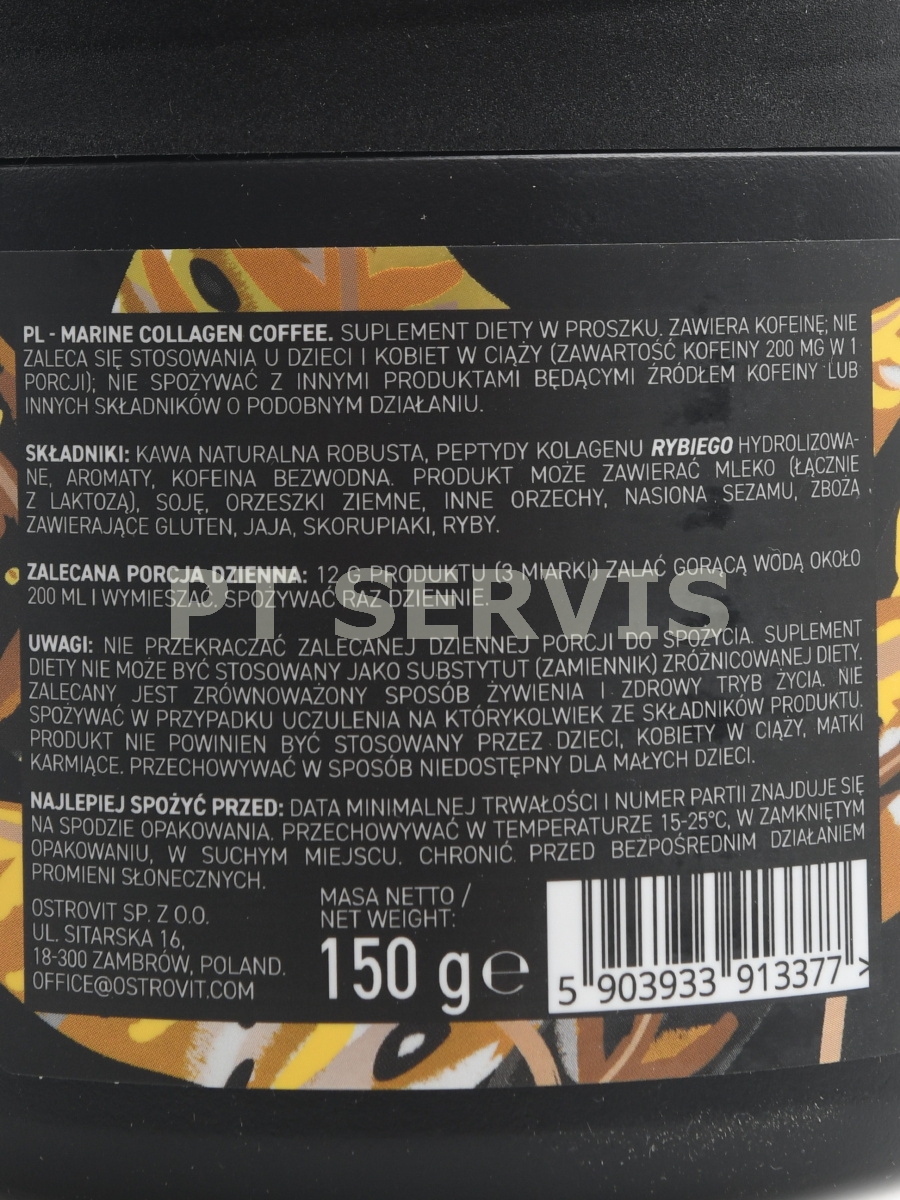 PL - MARINE COLLAGEN COFFEE. SUPLEMENT DIETY W PROSZKU. ZAWIERA KOFEINĘ; NIE
ZALECA SIĘ STOSOWANIA U DZIECI I KOBIET W CIĄŻY (ZAWARTOŚĆ KOFEINY 200 MG W 1
PORCJI); NIE SPOŻYWAĆ Z INNYMI PRODUKTAMI BĘDĄCYMI ŹRÓDŁEM KOFEINY LUB
INNYCH SKŁADNIKÓW O PODOBNYM DZIAŁANIU.
SKŁADNIKI: KAWA NATURALNA ROBUSTA, PEPTYDY KOLAGENU RYBIEGO HYDROLIZOWA-
NE, AROMATY, KOFEINA BEZWODNA. PRODUKT MOŻE ZAWIERAĆ MLEKO (ŁĄCZNIE
Z LAKTOZĄ), SOJĘ, ORZESZKI ZIEMNE, INNE ORZECHY, NASIONA SEZAMU, ZBOŻA
ZAWIERAJĄCE GLUTEN, JAJA, SKORUPIAKI, RYBY.
ZALECANA PORCJA DZIENNA: 12 G PRODUKTU (3 MIARKI) ZALAĆ GORĄCĄ WODĄ OKOŁO
200 ML I WYMIESZAĆ. SPOŻYWAĆ RAZ DZIENNIE.
PT SERVIS
UWAGI: NIE PRZEKRACZAĆ ZALECANEJ DZIENNEJ PORCJI DO SPOŻYCIA. SUPLEMENT
DIETY NIE MOŻE BYĆ STOSOWANY JAKO SUBSTYTUT (ZAMIENNIK) ZRÓŻNICOWANEJ DIETY.
ZALECANY JEST ZRÓWNOWAŻONY SPOSÓB ŻYWIENIA I ZDROWY TRYB ŻYCIA. NIE
SPOŻYWAĆ W PRZYPADKU UCZULENIA NA KTÓRYKOLWIEK ZE SKŁADNIKÓW PRODUKTU.
PRODUKT NIE POWINIEN BYĆ STOSOWANY PRZEZ DZIECI, KOBIETY W CIĄŻY, MATKI
KARMIĄCE. PRZECHOWYWAĆ W SPOSÓB NIEDOSTĘPNY DLA MAŁYCH DZIECI.
NAJLEPIEJ SPOŻYĆ PRZED: DATA MINIMALNEJ TRWAŁOŚCI I NUMER PARTII ZNAJDUJE SIĘ
NA SPODZIE OPAKOWANIA. PRZECHOWYWAĆ W TEMPERATURZE 15-25°C, W ZAMKNIĘTYM
OPAKOWANIU, W SUCHYM MIEJSCU. CHRONIĆ PRZED BEZPOŚREDNIM DZIAŁANIEM
PROMIENI SŁONECZNYCH.
OSTROVIT SP. Z O.O.
UL. SITARSKA 16,
18-300 ZAMBRÓW, POLAND.
OFFICE@OSTROVIT.COM
MASA NETTO /
NET WEIGHT:
150 g ℮
5 903933 913377 >